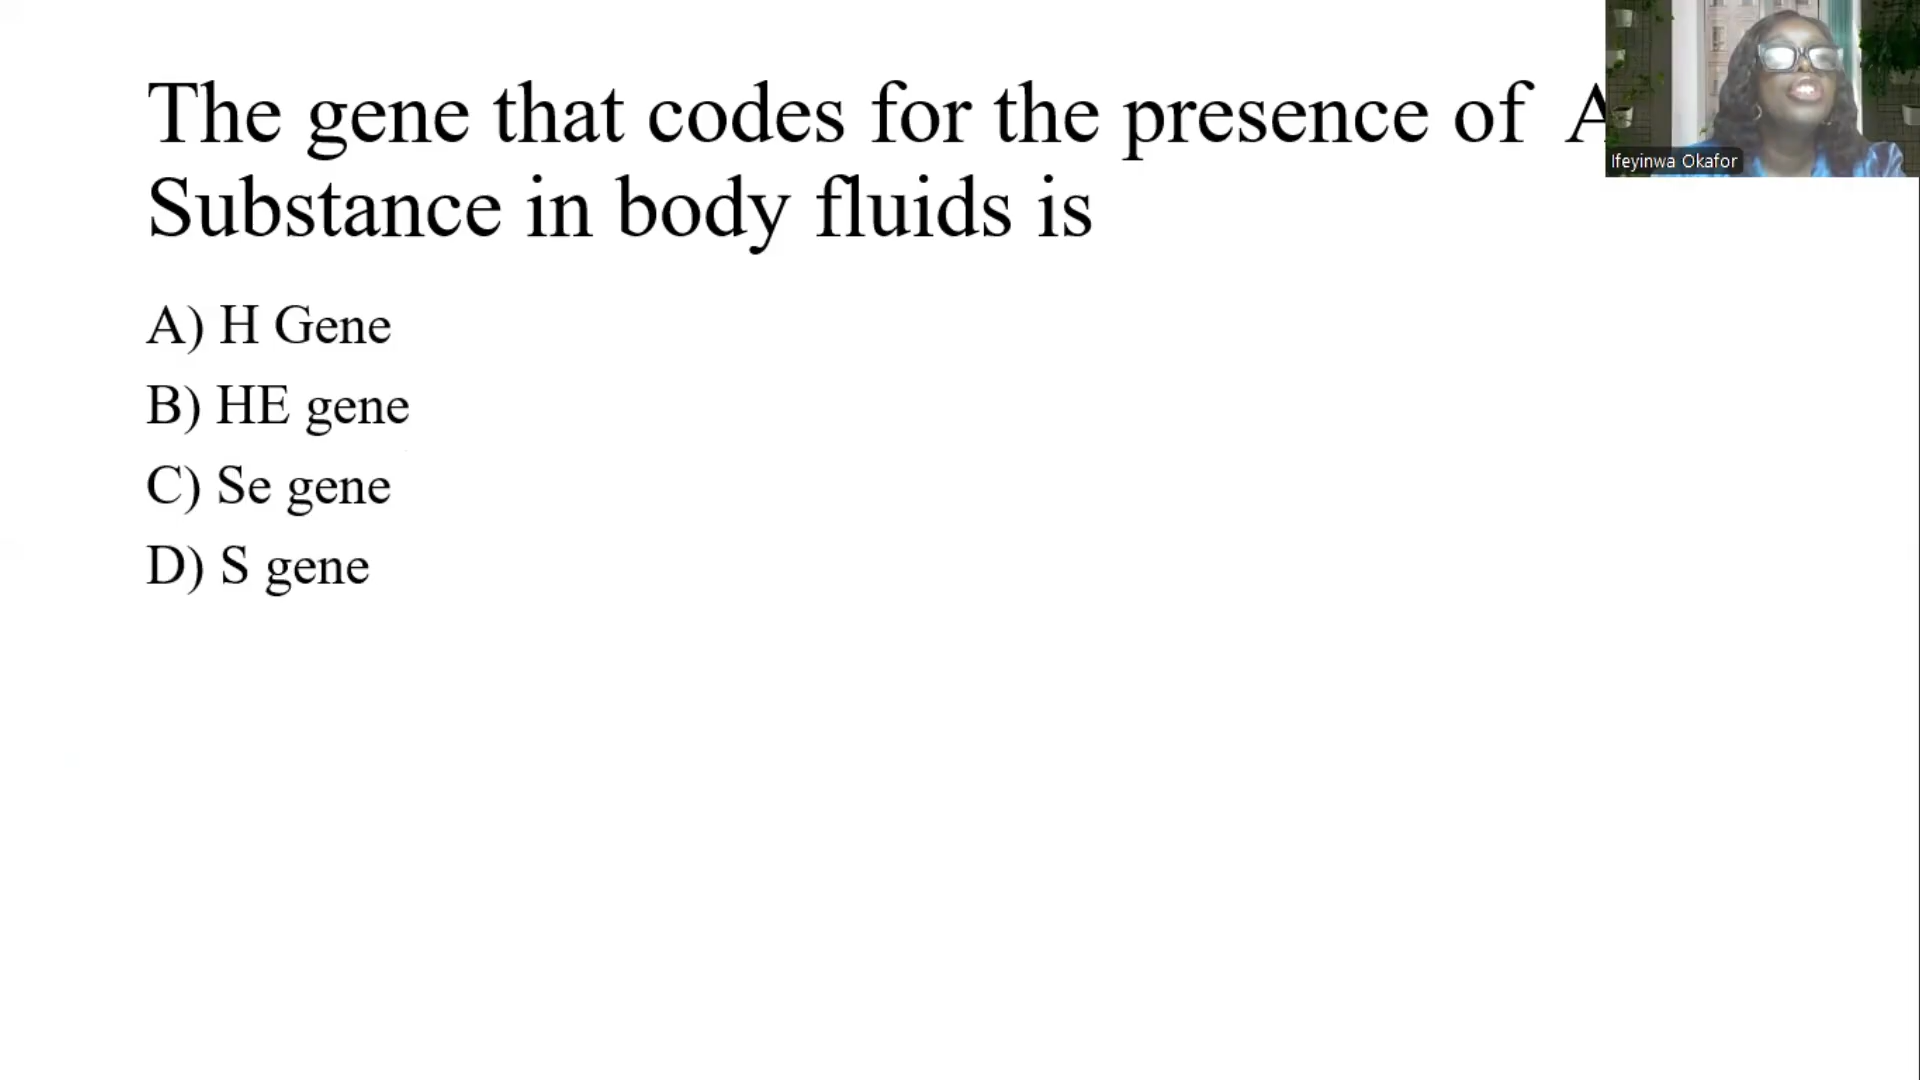 The gene that codes for the presence of
Substance in body fluids is
A) H Gene
B) HE gene
C) Se gene
D) S gene
Ifeyinwa Okafor